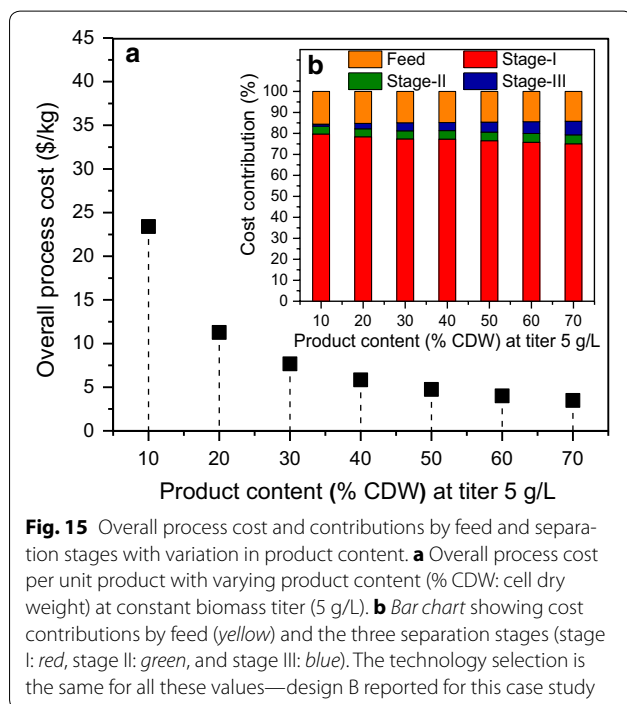 a
45
40
35
30
25
20
15
10
5
0
Overall process cost ($/kg)
10 20 30 40 50 60 70
Product content (% CDW) at titer 5 g/L
b
Feed Stage-I
Stage-II Stage-III
100
90
80
70
60
50
40
30
20
10
0
Cost contribution (%)
10 20 30 40 50 60 70
Product content (% CDW) at titer 5 g/L
Fig. 15 Overall process cost and contributions by feed and separa-
tion stages with variation in product content. a Overall process cost
per unit product with varying product content (% CDW: cell dry
weight) at constant biomass titer (5 g/L). b Bar chart showing cost
contributions by feed (yellow) and the three separation stages (stage
I: red, stage II: green, and stage III: blue). The technology selection is
the same for all these values—design B reported for this case study